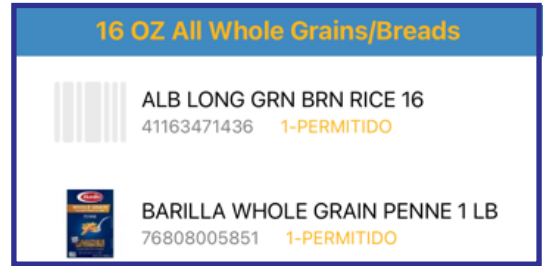 16 OZ All Whole Grains/Breads
ALB LONG GRN BRN RICE 16
41163471436 1-PERMITIDO
BARILLA WHOLE GRAIN PENNE 1 LB
76808005851 1-PERMITIDO